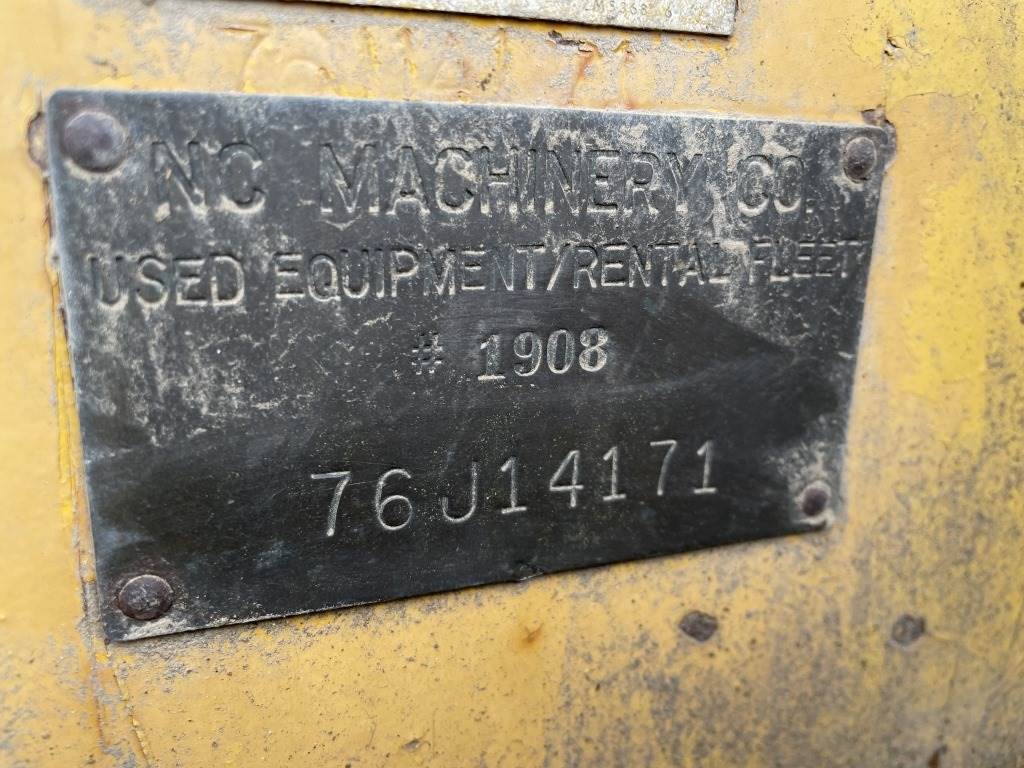 NC MACHINERY CO.
USED EQUIPMENT/RENTAL FLEET
# 1908
76J14171